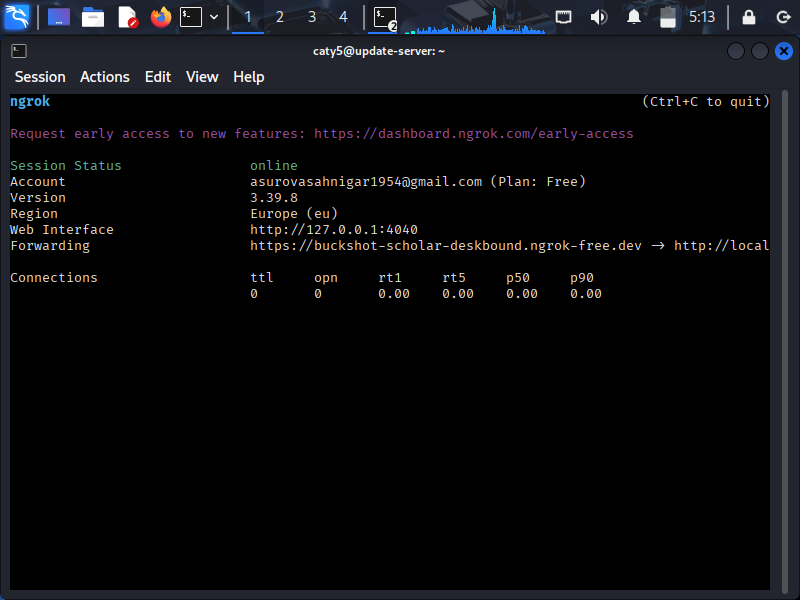 1 2 3 4 2 5:13
caty5@update-server: ~
Session Actions Edit View Help
ngrok (Ctrl+C to quit)
Request early access to new features: https://dashboard.ngrok.com/early-access
Session Status online
Account asurovasahnigar1954@gmail.com (Plan: Free)
Version 3.39.8
Region Europe (eu)
Web Interface http://127.0.0.1:4040
Forwarding https://buckshot-scholar-deskbound.ngrok-free.dev -> http://local
Connections ttl opn rt1 rt5 p50 p90
0 0 0.00 0.00 0.00 0.00